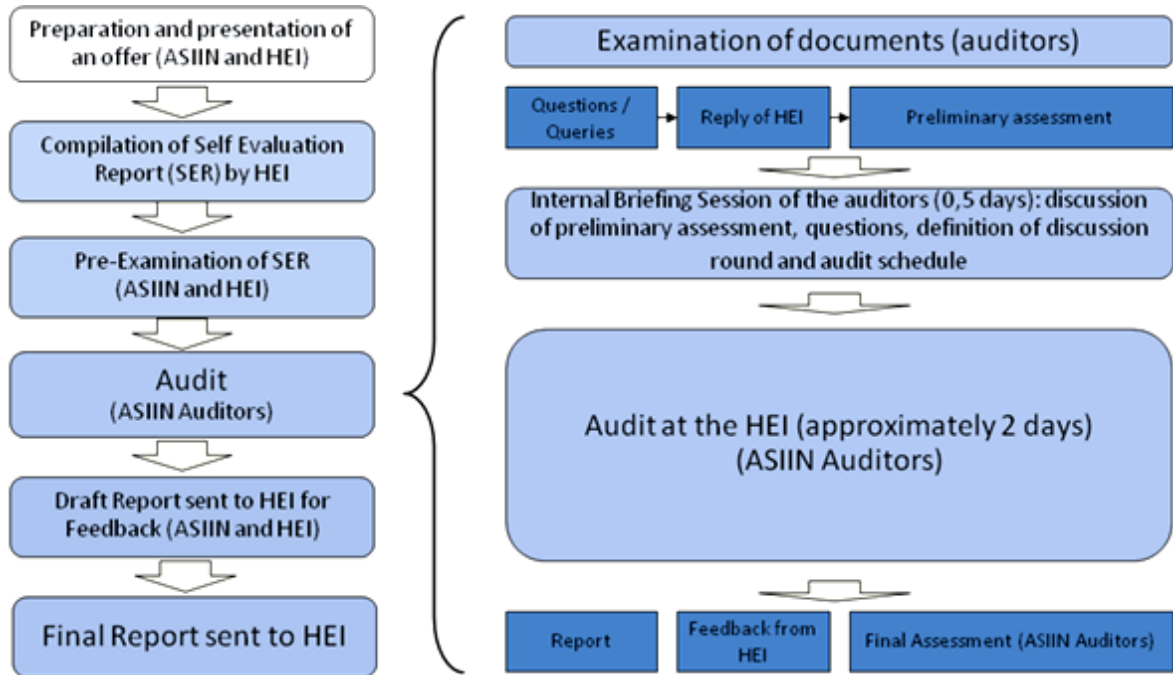 Preparation and presentation of
an offer (ASIIN and HEI)
Compilation of Self Evaluation
Report (SER) by HEI
Pre-Examination of SER
(ASIIN and HEI)
Audit
(ASIIN Auditors)
Draft Report sent to HEI for
Feedback (ASIIN and HEI)
Final Report sent to HEI
Examination of documents (auditors)
Questions /
Queries
Reply of HEI
Preliminary assessment
Internal Briefing Session of the auditors (0,5 days): discussion
of preliminary assessment, questions, definition of discussion
round and audit schedule
Audit at the HEI (approximately 2 days)
(ASIIN Auditors)
Report
Feedback from
HEI
Final Assessment (ASIIN Auditors)